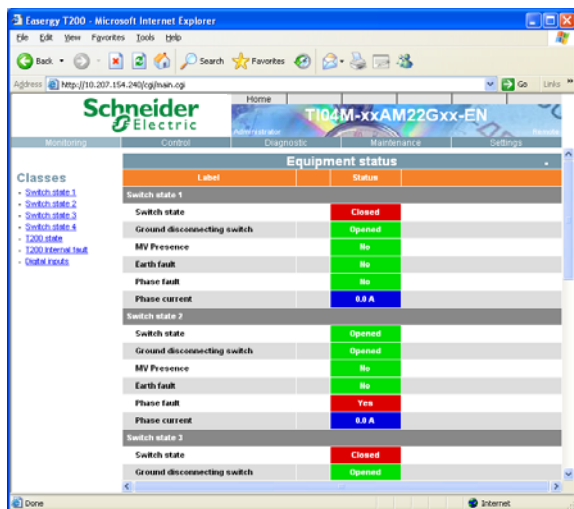 Easergy T200 - Microsoft Internet Explorer
File Edit View Favorites Tools Help
Back Search Favorites
Address http://10.207.154.240/cgi/main.cgi Go Links »
Schneider Electric
Home
TI04M-xxAM22Gxx-EN
Administrator Remote
Monitoring Control Diagnostic Maintenance Settings
Equipment status
Classes
Switch state 1
Switch state 2
Switch state 3
Switch state 4
T200 state
T200 internal fault
Digital inputs
Label Status
Switch state 1
Switch state Closed
Ground disconnecting switch Opened
MV Presence No
Earth fault No
Phase fault No
Phase current 0.0 A
Switch state 2
Switch state Opened
Ground disconnecting switch Opened
MV Presence No
Earth fault No
Phase fault Yes
Phase current 0.0 A
Switch state 3
Switch state Closed
Ground disconnecting switch Opened
Done Internet